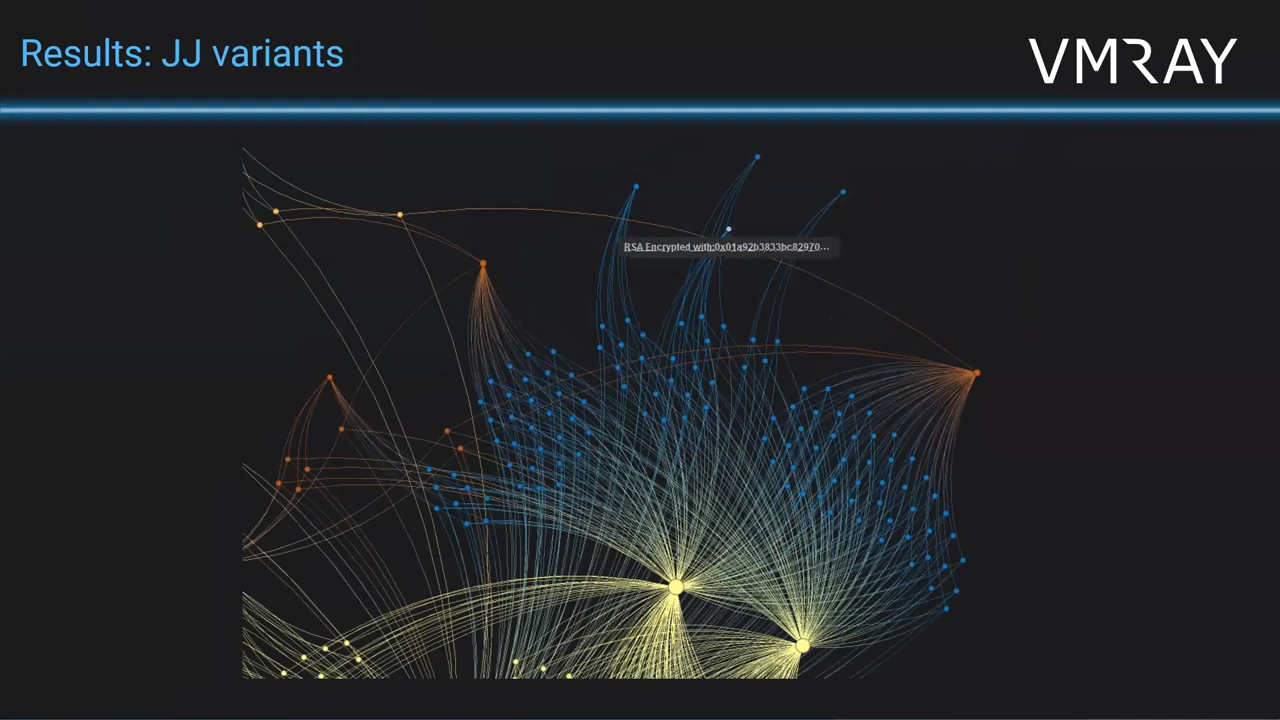 Results: JJ variants
VMRAY
RSA Encrypted with:0x01a92b3833bc82970...